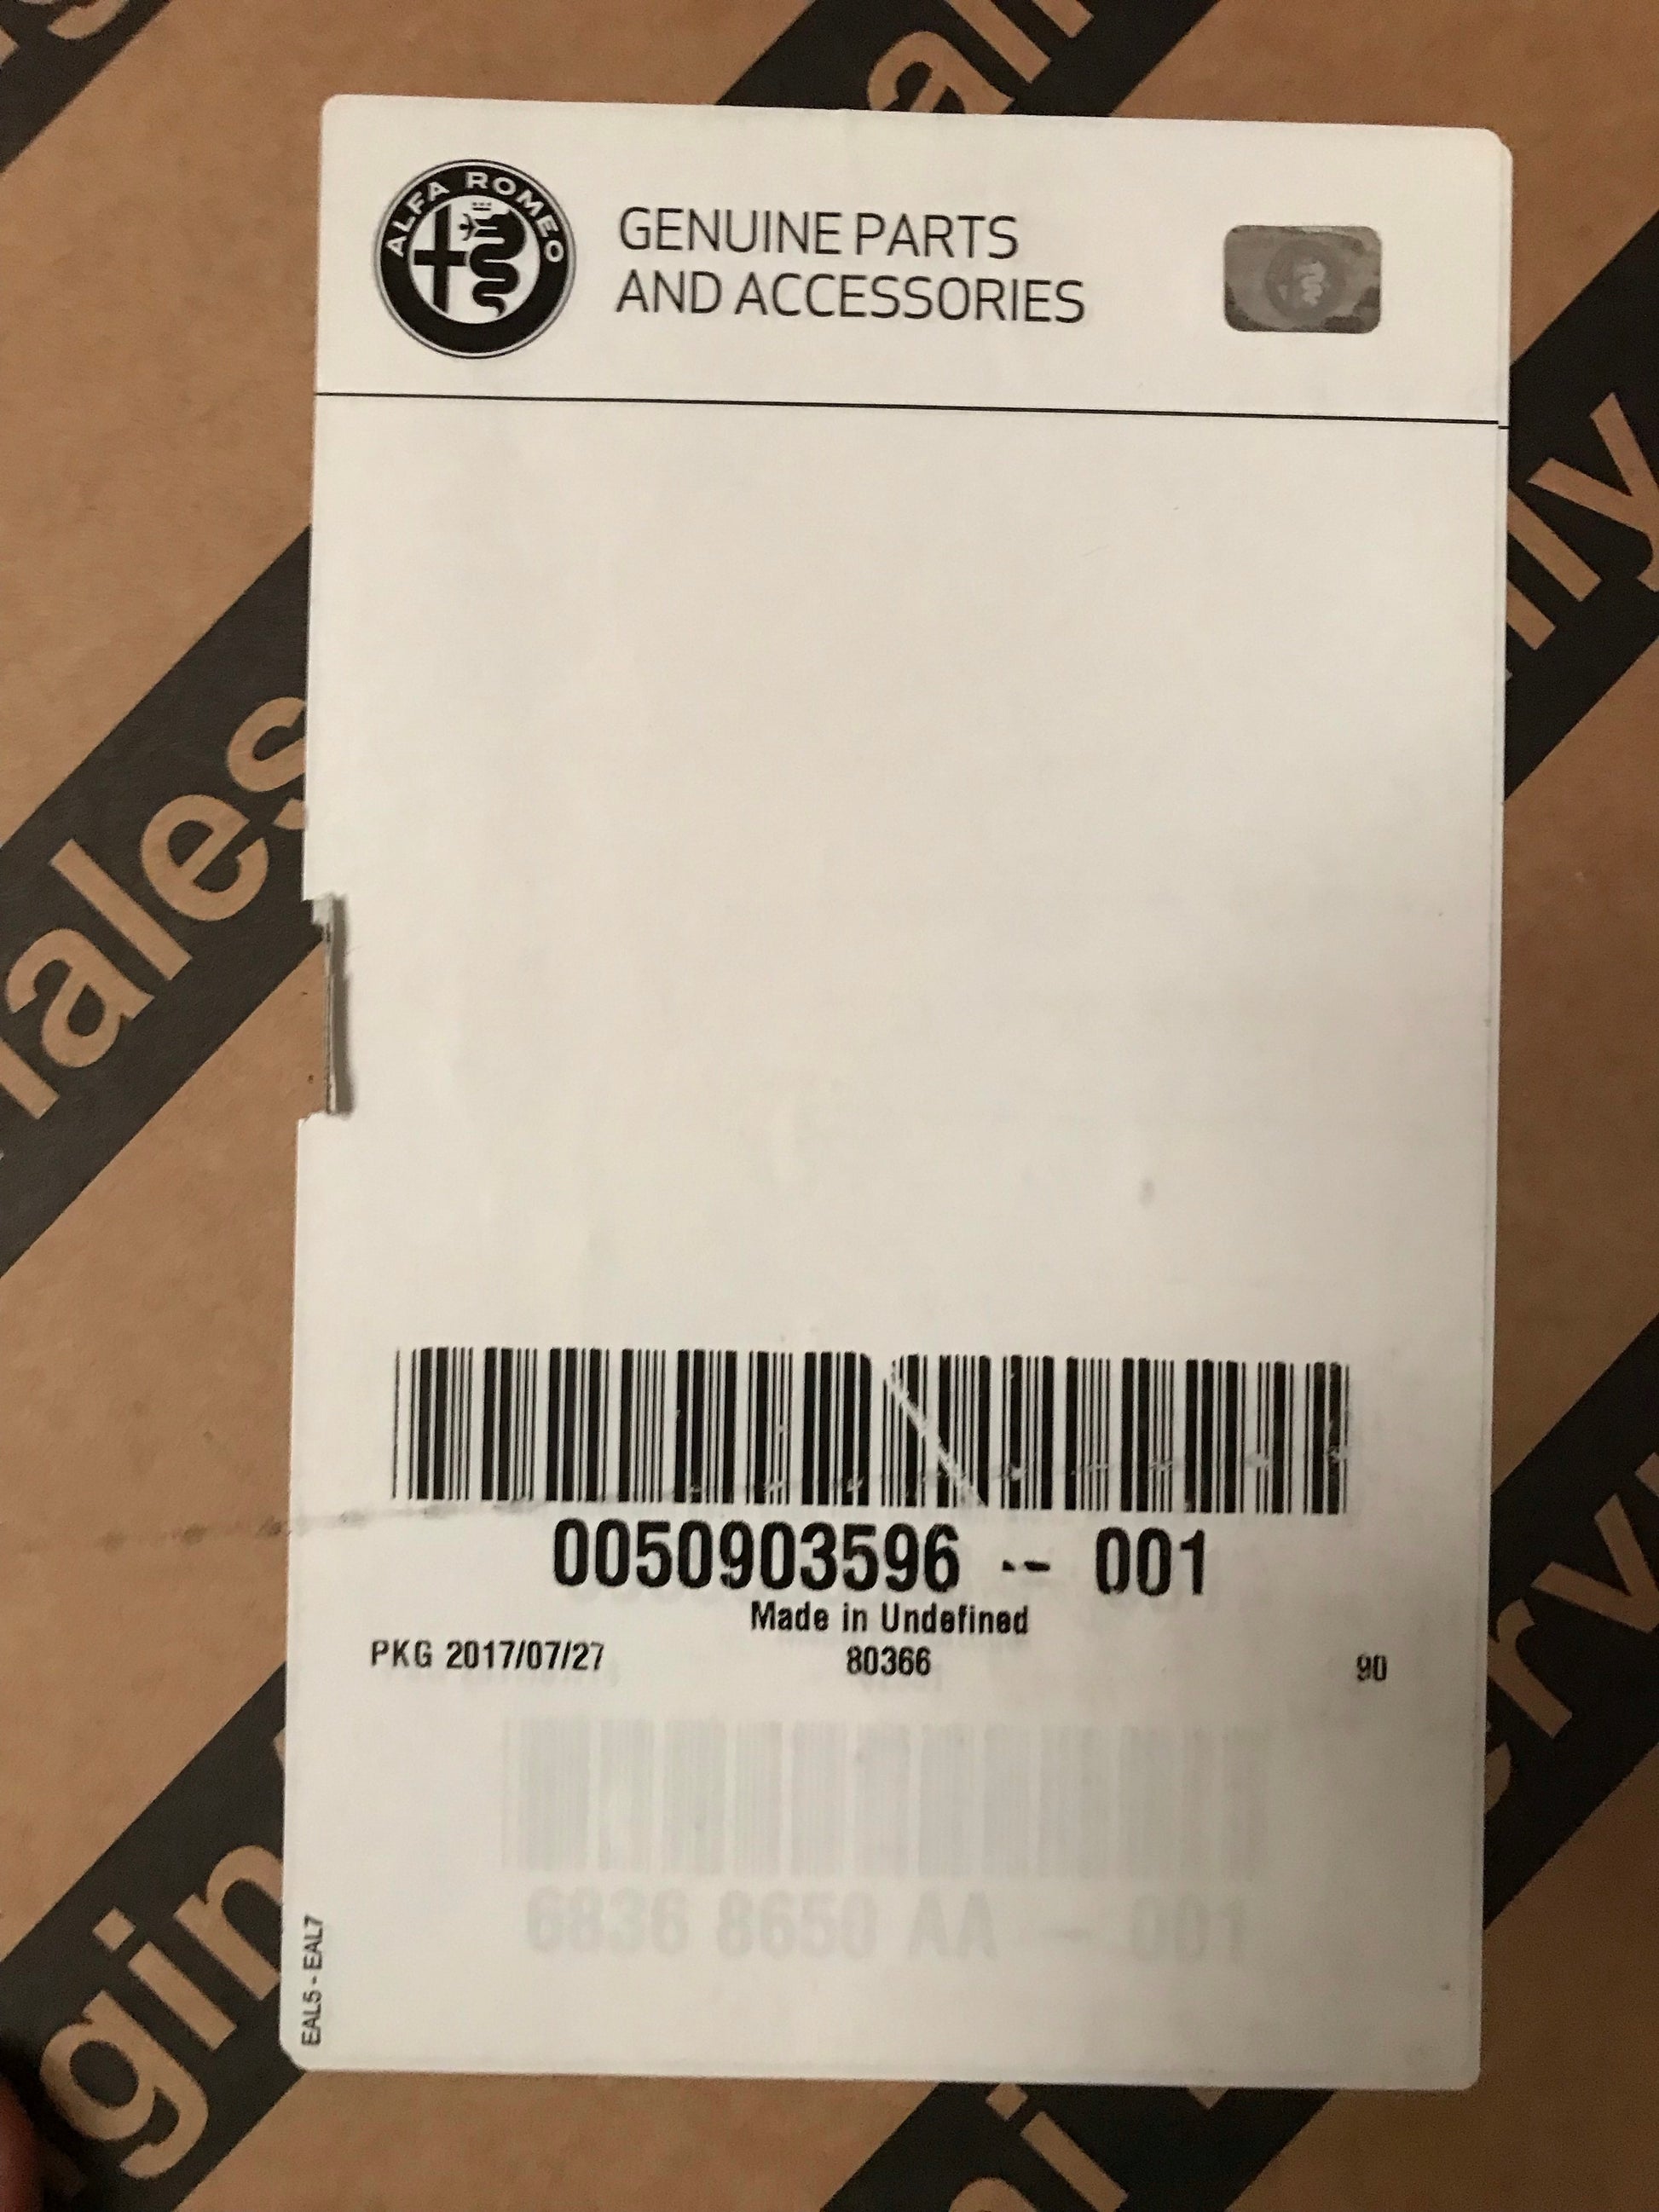 ALFA ROMEO
GENUINE PARTS
AND ACCESSORIES
ales
0050903596 -- 001
Made in Undefined
PKG 2017/07/27
80366
90
6836 8650 AA - 001
EAL5 - EAL7